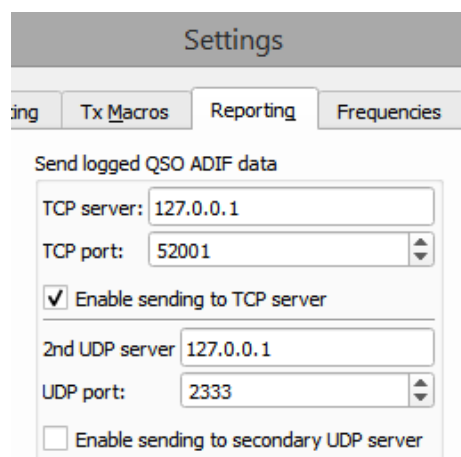 Settings
ting Tx Macros Reporting Frequencies
Send logged QSO ADIF data
TCP server: 127.0.0.1
TCP port: 52001
Enable sending to TCP server
2nd UDP server 127.0.0.1
UDP port: 2333
Enable sending to secondary UDP server